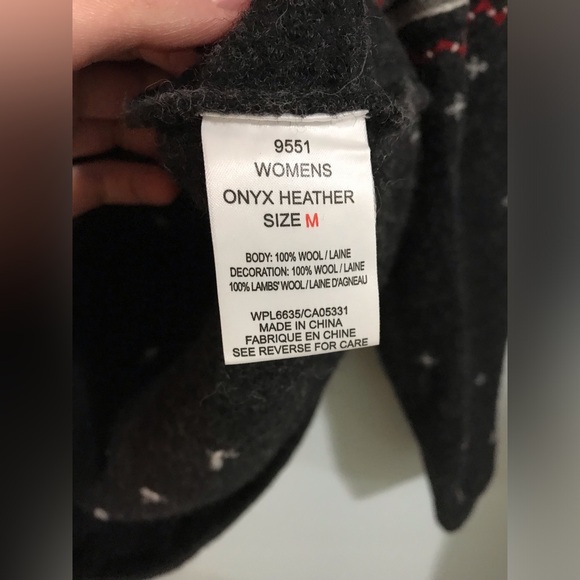 9551
WOMENS
ONYX HEATHER
SIZE M
BODY: 100% WOOL / LAINE
DECORATION: 100% WOOL / LAINE
100% LAMBS' WOOL / LAINE D'AGNEAU
WPL6635/CA05331
MADE IN CHINA
FABRIQUE EN CHINE
SEE REVERSE FOR CARE